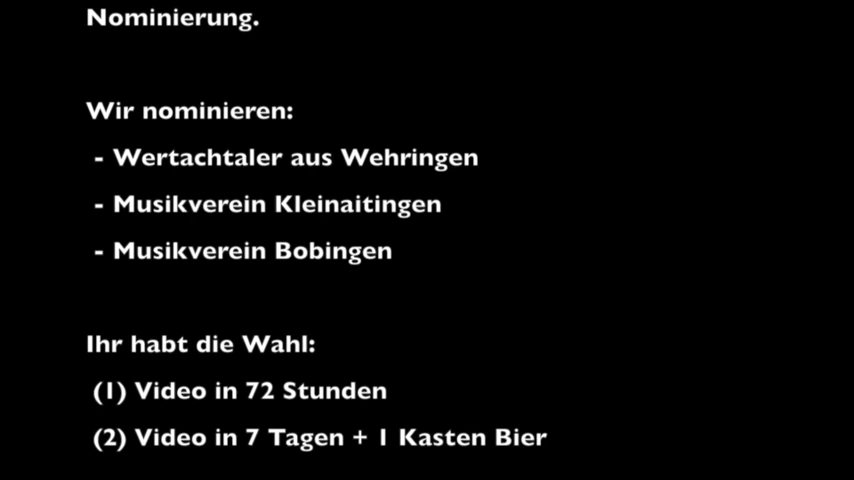 Nominierung.
Wir nominieren:
- Wertachtaler aus Wehringen
- Musikverein Kleinaitingen
- Musikverein Bobingen
Ihr habt die Wahl:
(1) Video in 72 Stunden
(2) Video in 7 Tagen + 1 Kasten Bier